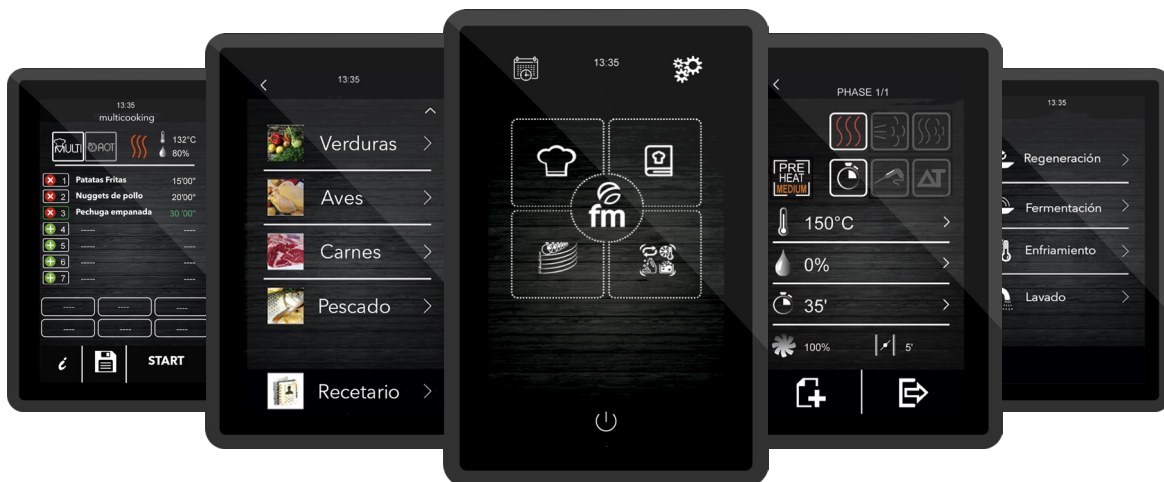 13:35
multicooking
MULTI
ROT
132°C
80%
1 Patatas Fritas 15'00"
2 Nuggets de pollo 20'00"
3 Pechuga empanada 30 '00"
4 ----- ----
5 ----- ----
6 ----- ----
7 ----- ----
---- ---- ----
---- ---- ----
i
START
13:35
Verduras
Aves
Carnes
Pescado
Recetario
13:35
fm
PHASE 1/1
PRE
HEAT
MEDIUM
ΔT
150°C
0%
35'
100%
5'
13:35
Regeneración
Fermentación
Enfriamiento
Lavado